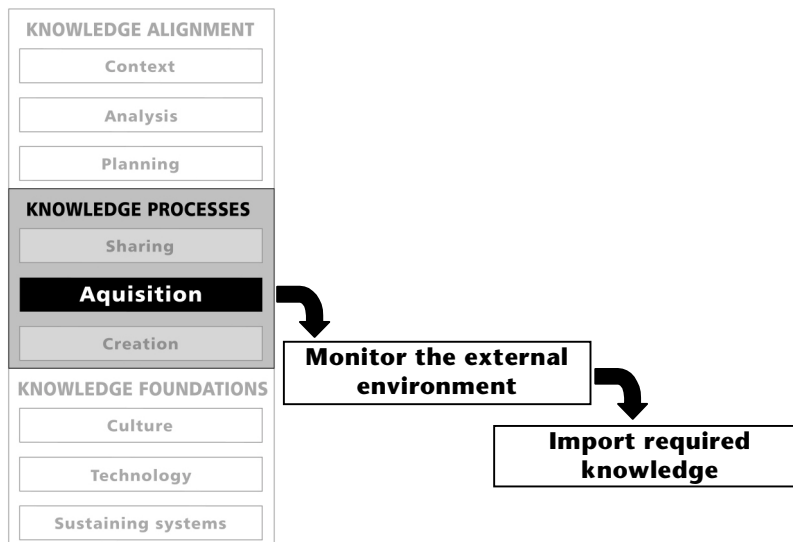 KNOWLEDGE ALIGNMENT
Context
Analysis
Planning
KNOWLEDGE PROCESSES
Sharing
Aquisition
Creation
KNOWLEDGE FOUNDATIONS
Culture
Technology
Sustaining systems
Monitor the external
environment
Import required
knowledge